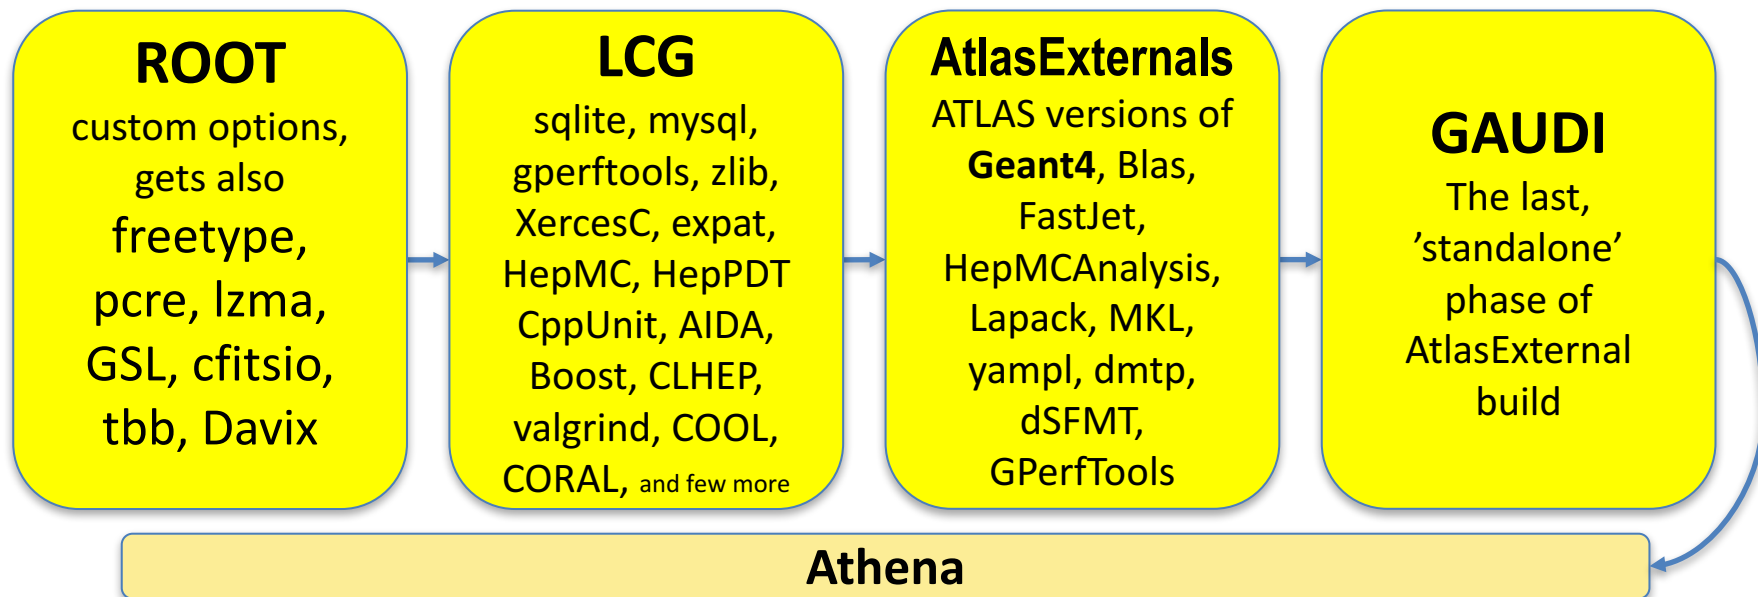 ROOT
custom options,
gets also
freetype,
pcre, lzma,
GSL, cfitsio,
tbb, Davix
LCG
sqlite, mysql,
gperftools, zlib,
XercesC, expat,
HepMC, HepPDT
CppUnit, AIDA,
Boost, CLHEP,
valgrind, COOL,
CORAL, and few more
AtlasExternals
ATLAS versions of
Geant4, Blas,
FastJet,
HepMCAnalysis,
Lapack, MKL,
yampl, dmtp,
dSFMT,
GPerfTools
GAUDI
The last,
’standalone’
phase of
AtlasExternal
build
Athena